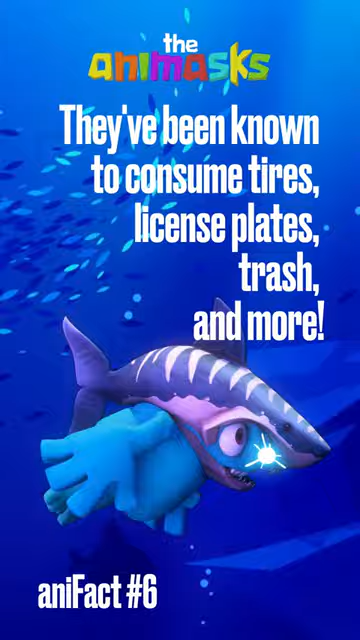 the
animasks
They've been known
to consume tires,
license plates,
trash,
and more!
aniFact #6